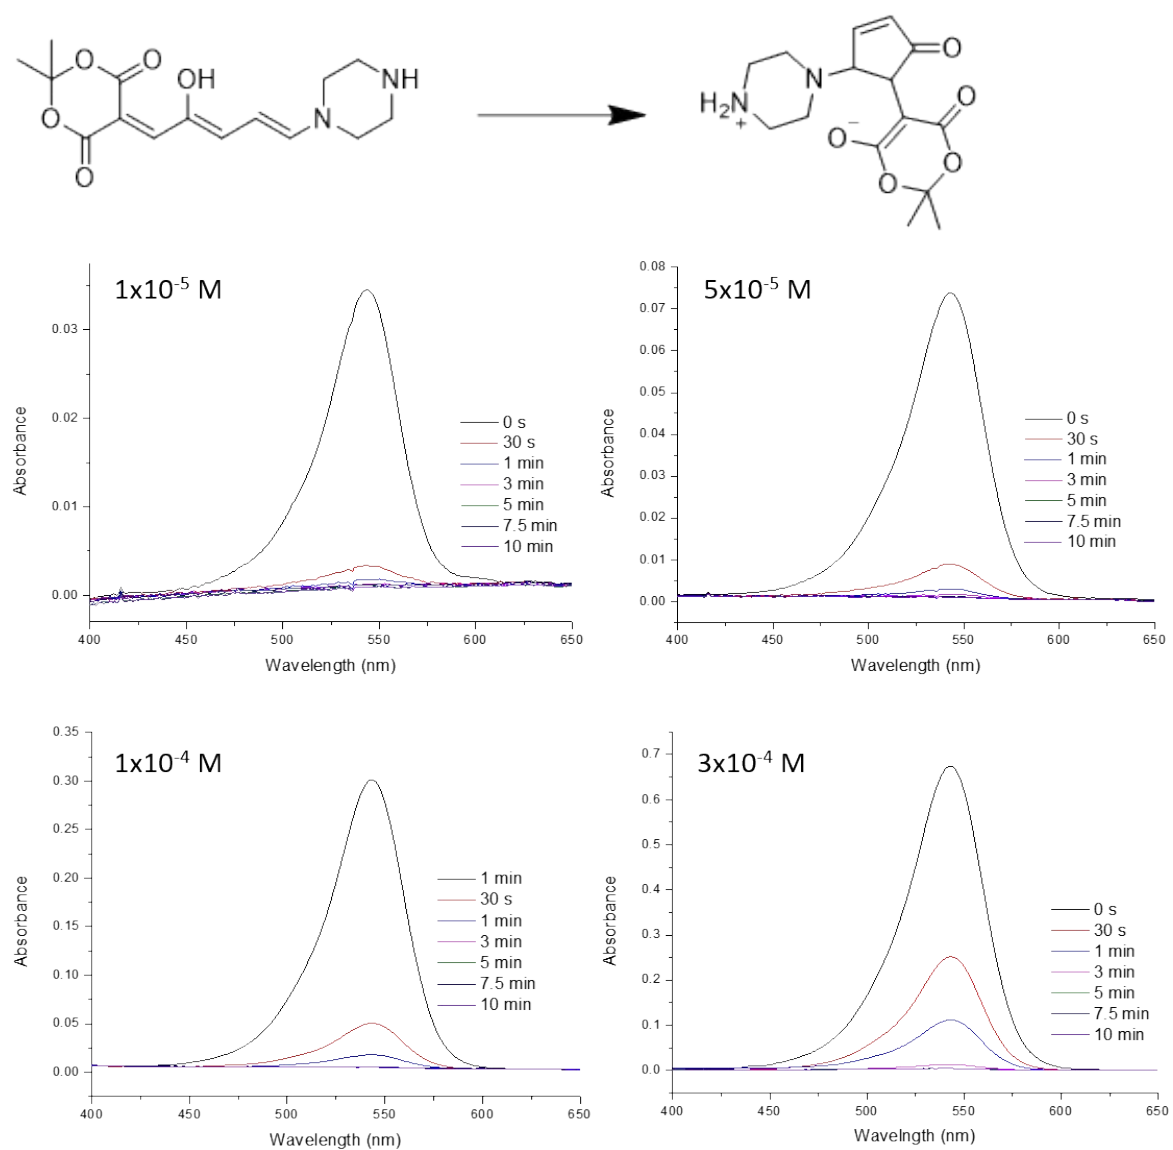 O
O
OH
NH
O
N
O
N
H₂N
+
O
O
−
O
O
O
1x10⁻⁵ M
0.03
0.02
0.01
0.00
Absorbance
400 450 500 550 600 650
Wavelength (nm)
0 s
30 s
1 min
3 min
5 min
7.5 min
10 min
5x10⁻⁵ M
0.08
0.07
0.06
0.05
0.04
0.03
0.02
0.01
0.00
Absorbance
400 450 500 550 600 650
Wavelength (nm)
0 s
30 s
1 min
3 min
5 min
7.5 min
10 min
1x10⁻⁴ M
0.35
0.30
0.25
0.20
0.15
0.10
0.05
0.00
Absorbance
400 450 500 550 600 650
Wavelength (nm)
1 min
30 s
1 min
3 min
5 min
7.5 min
10 min
3x10⁻⁴ M
0.7
0.6
0.5
0.4
0.3
0.2
0.1
0.0
Absorbance
400 450 500 550 600 650
Wavelngth (nm)
0 s
30 s
1 min
3 min
5 min
7.5 min
10 min